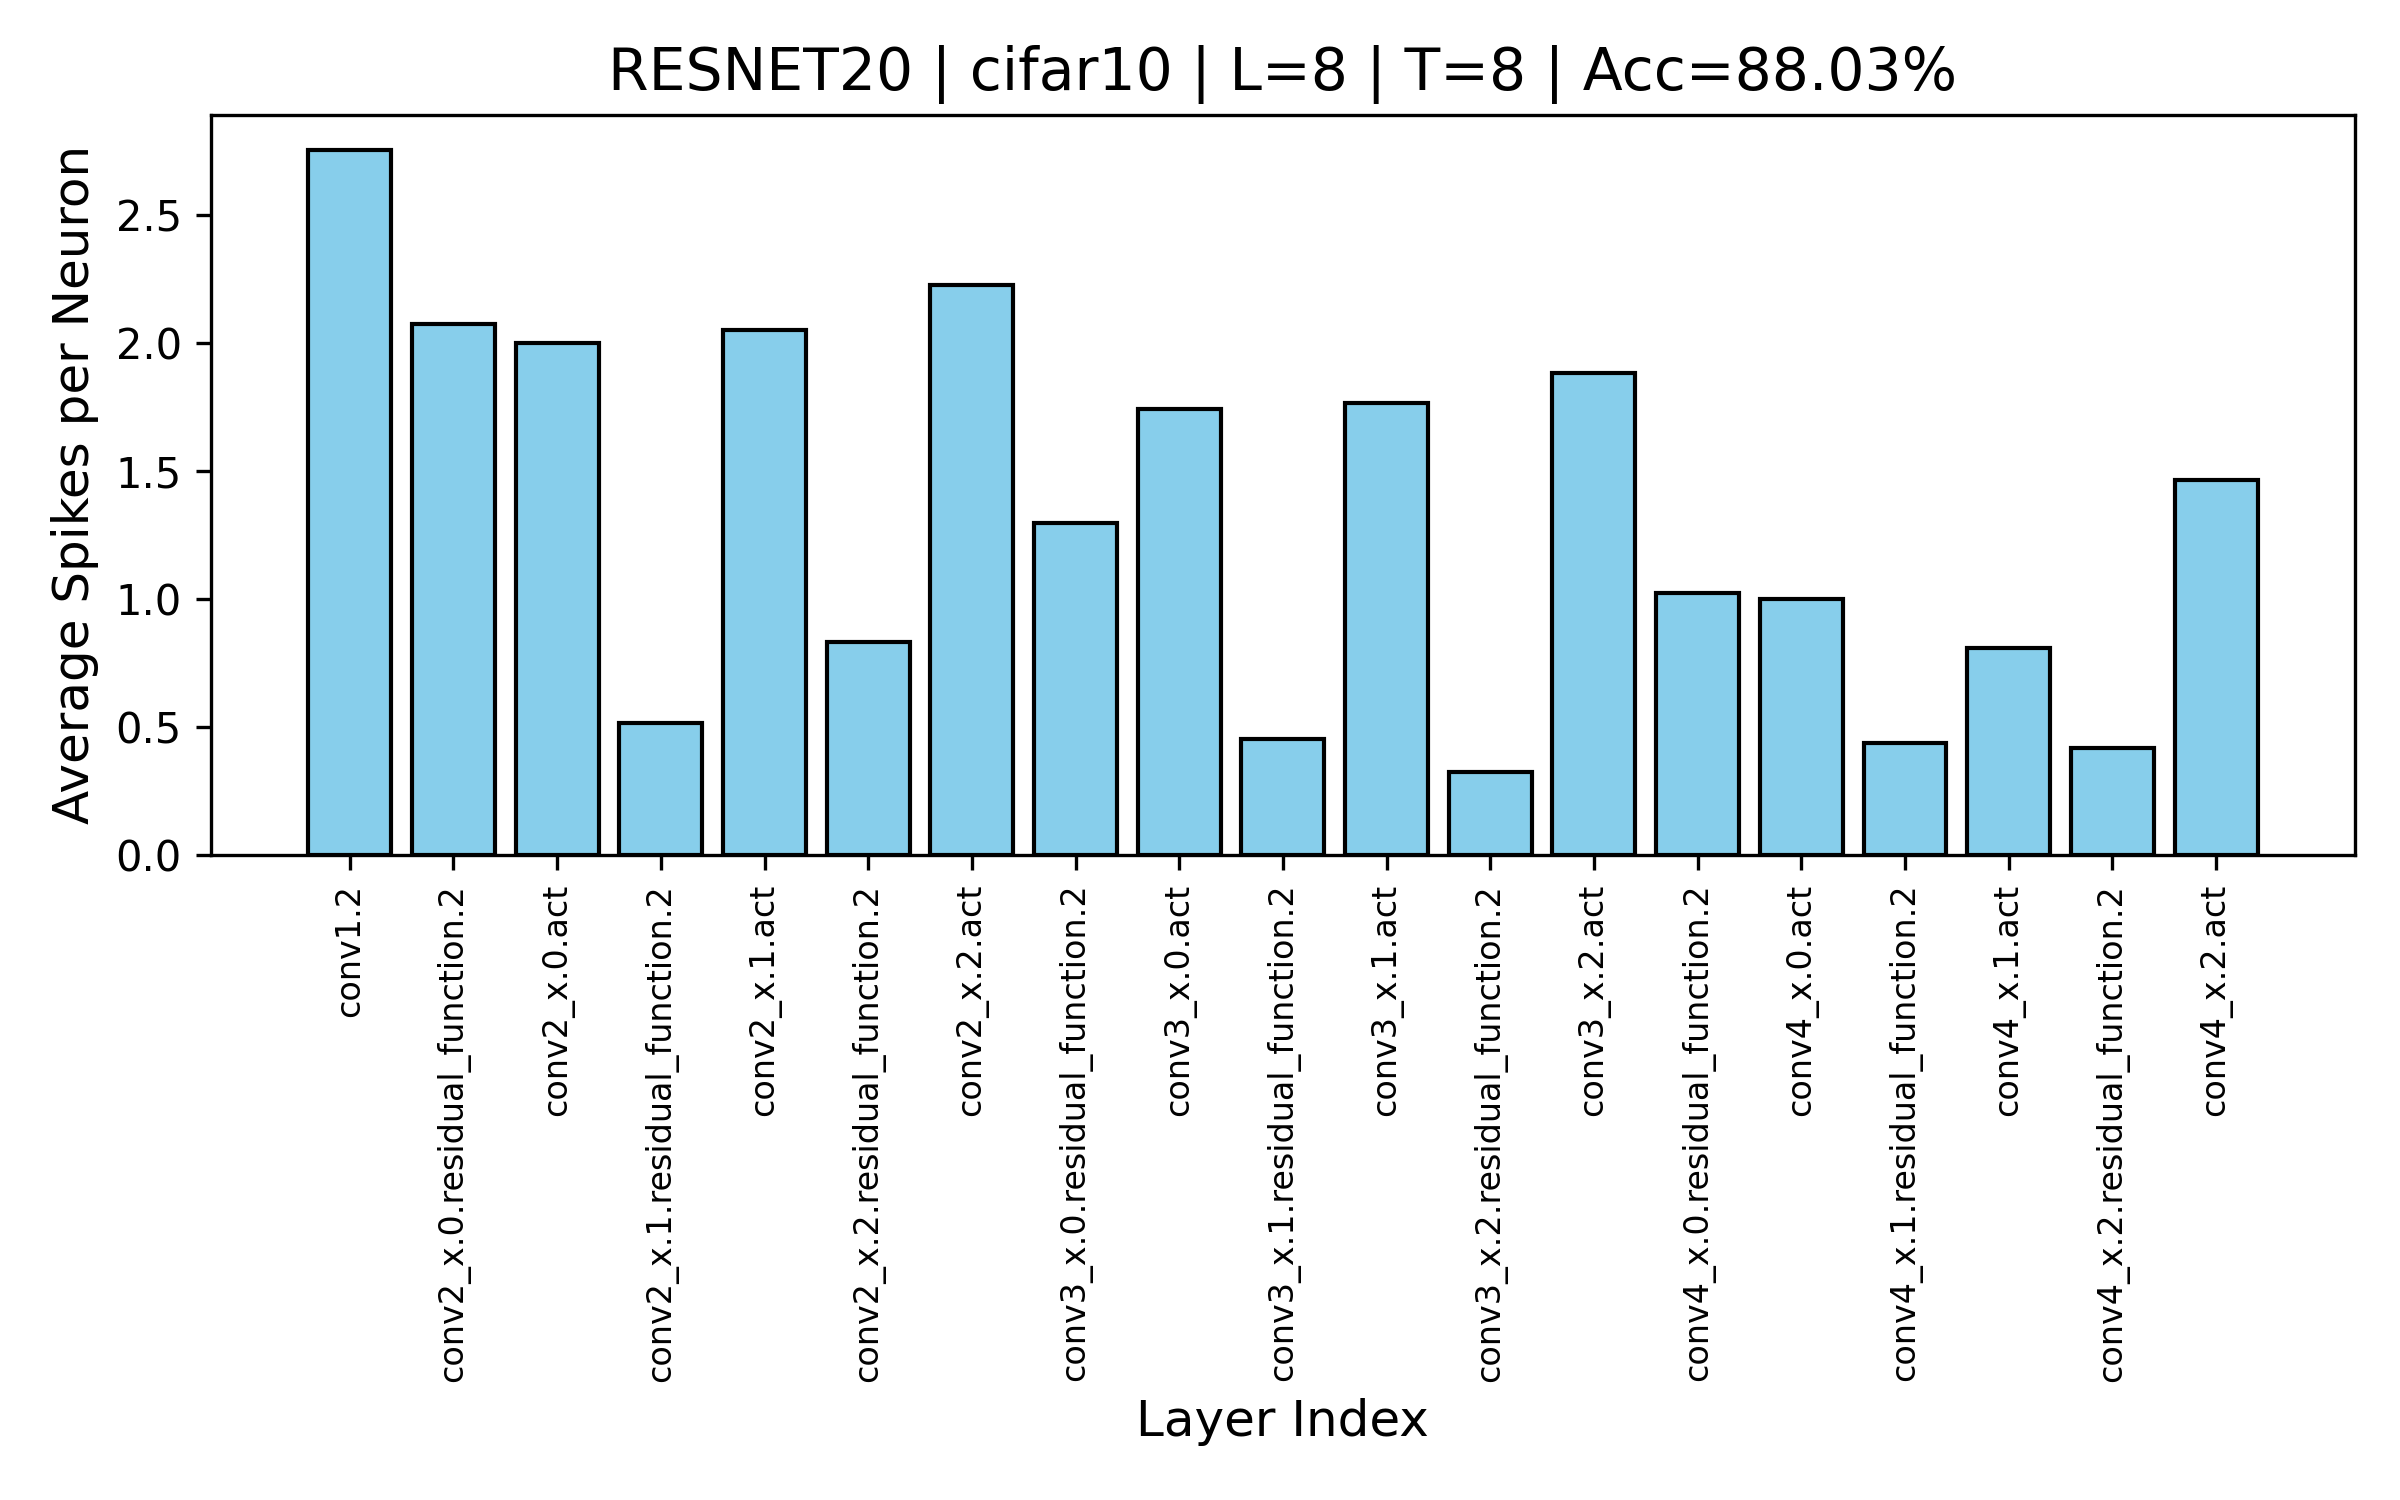 RESNET20 | cifar10 | L=8 | T=8 | Acc=88.03%
Average Spikes per Neuron
2.5
2.0
1.5
1.0
0.5
0.0
conv1.2
conv2_x.0.residual_function.2
conv2_x.0.act
conv2_x.1.residual_function.2
conv2_x.1.act
conv2_x.2.residual_function.2
conv2_x.2.act
conv3_x.0.residual_function.2
conv3_x.0.act
conv3_x.1.residual_function.2
conv3_x.1.act
conv3_x.2.residual_function.2
conv3_x.2.act
conv4_x.0.residual_function.2
conv4_x.0.act
conv4_x.1.residual_function.2
conv4_x.1.act
conv4_x.2.residual_function.2
conv4_x.2.act
Layer Index